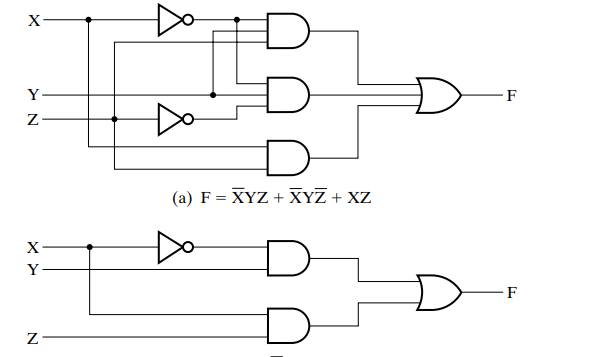 X
Y
Z
F
(a) F = X̅YZ + X̅YZ̅ + XZ
X
Y
F
Z